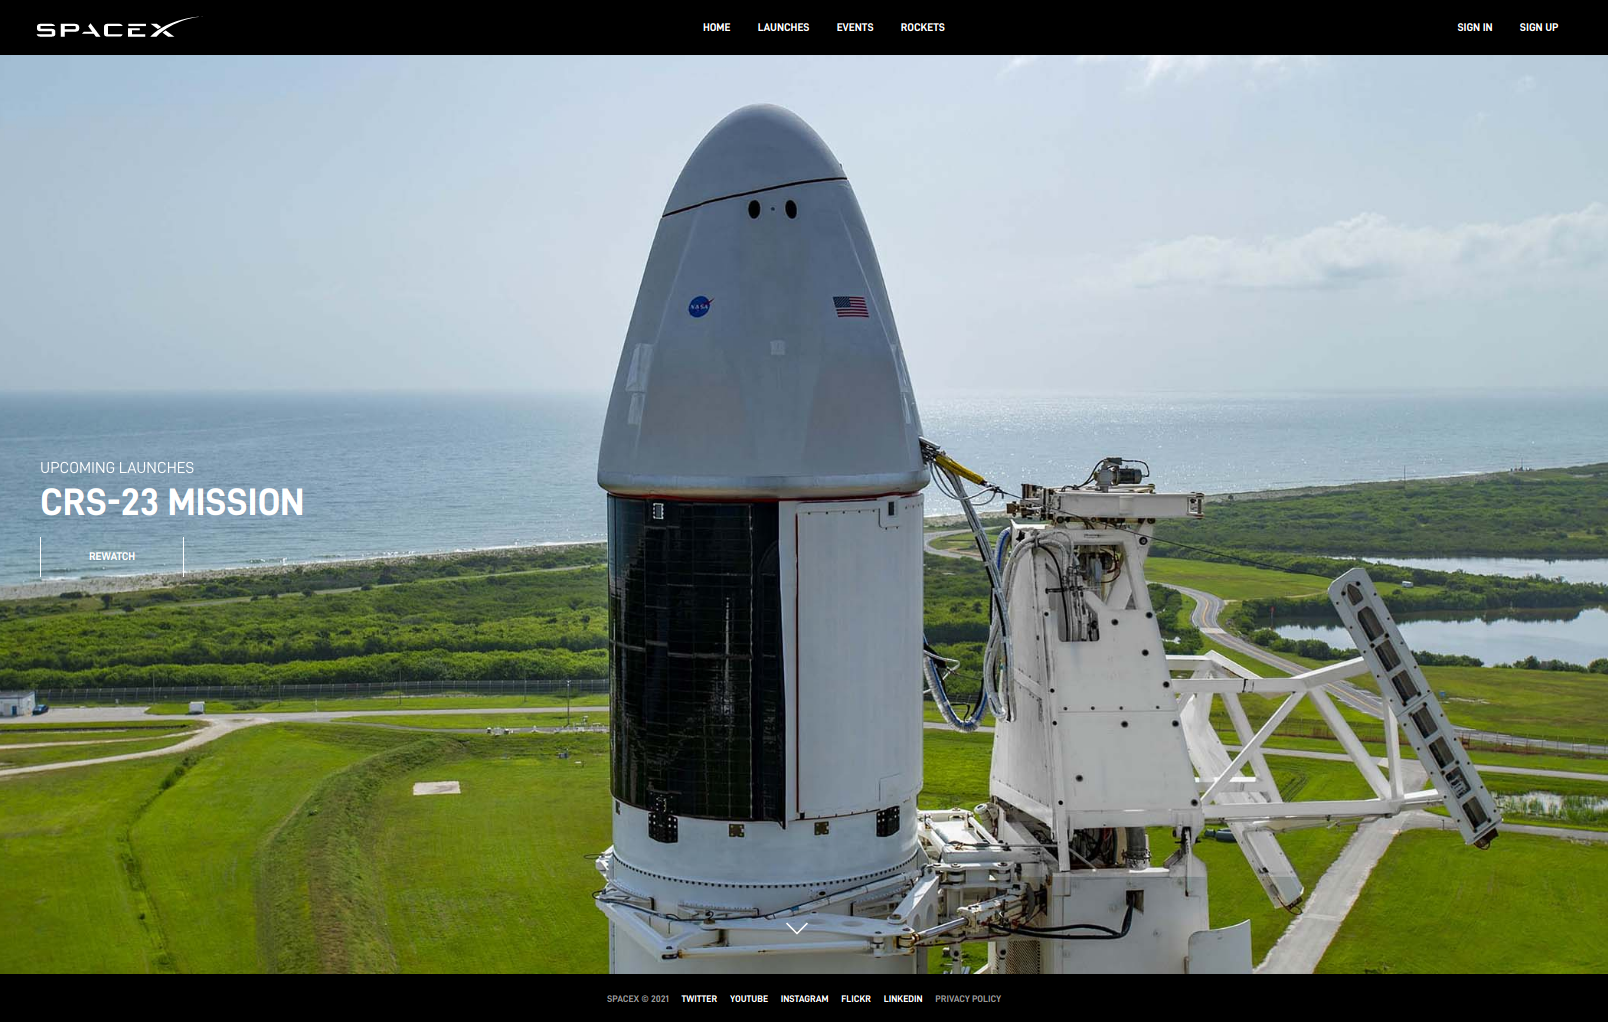 SPACEX
HOME LAUNCHES EVENTS ROCKETS
SIGN IN SIGN UP
NASA
UPCOMING LAUNCHES
CRS-23 MISSION
REWATCH
SPACEX © 2021 TWITTER YOUTUBE INSTAGRAM FLICKR LINKEDIN PRIVACY POLICY